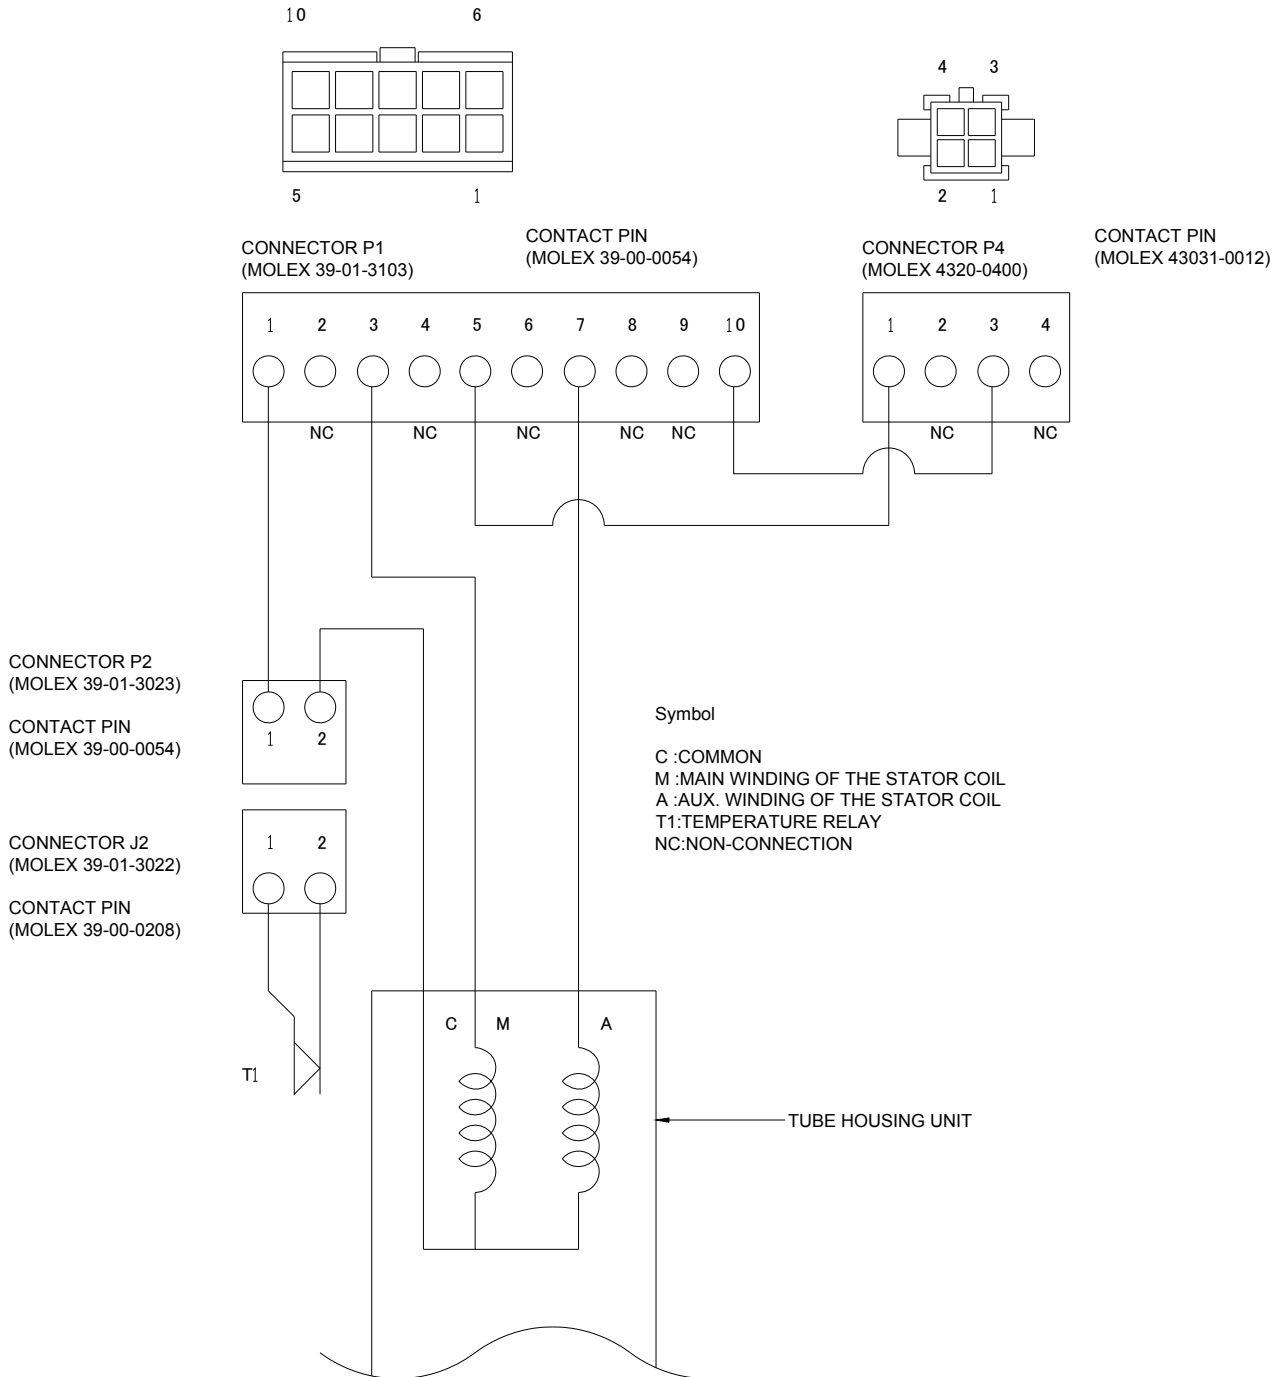 10 6
4 3
5 1
2 1
CONNECTOR P1
(MOLEX 39-01-3103)
CONTACT PIN
(MOLEX 39-00-0054)
CONNECTOR P4
(MOLEX 4320-0400)
CONTACT PIN
(MOLEX 43031-0012)
1 2 3 4 5 6 7 8 9 10
NC NC NC NC NC
1 2 3 4
NC NC
CONNECTOR P2
(MOLEX 39-01-3023)
CONTACT PIN
(MOLEX 39-00-0054)
1 2
CONNECTOR J2
(MOLEX 39-01-3022)
CONTACT PIN
(MOLEX 39-00-0208)
1 2
T1
Symbol
C :COMMON
M :MAIN WINDING OF THE STATOR COIL
A :AUX. WINDING OF THE STATOR COIL
T1:TEMPERATURE RELAY
NC:NON-CONNECTION
C M A
TUBE HOUSING UNIT